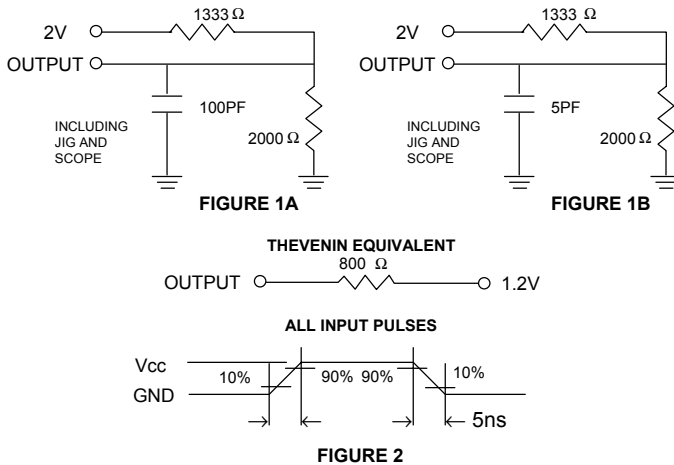 1333 Ω
2V
OUTPUT
100PF
INCLUDING
JIG AND
SCOPE
2000 Ω
FIGURE 1A
1333 Ω
2V
OUTPUT
5PF
INCLUDING
JIG AND
SCOPE
2000 Ω
FIGURE 1B
THEVENIN EQUIVALENT
800 Ω
OUTPUT 1.2V
ALL INPUT PULSES
Vcc
GND
10% 90% 90% 10%
5ns
FIGURE 2